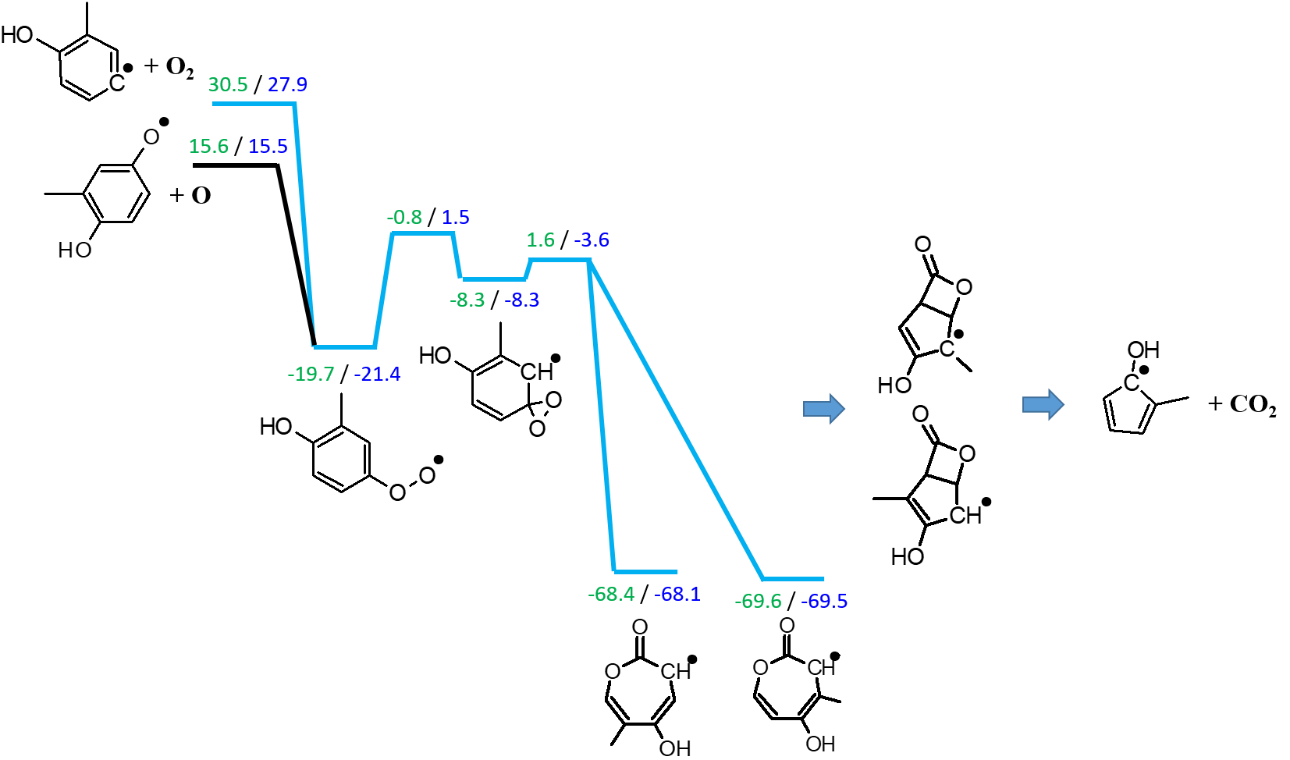 HO
C• + O₂
30.5 / 27.9
O•
15.6 / 15.5
+ O
HO
-0.8 / 1.5
1.6 / -3.6
-8.3 / -8.3
-19.7 / -21.4
HO
CH•
O
O
HO
O•
O
O
O
C•
HO
O
O
CH•
HO
OH
C•
+ CO₂
-68.4 / -68.1
-69.6 / -69.5
O
O
CH•
OH
O
O
CH•
OH